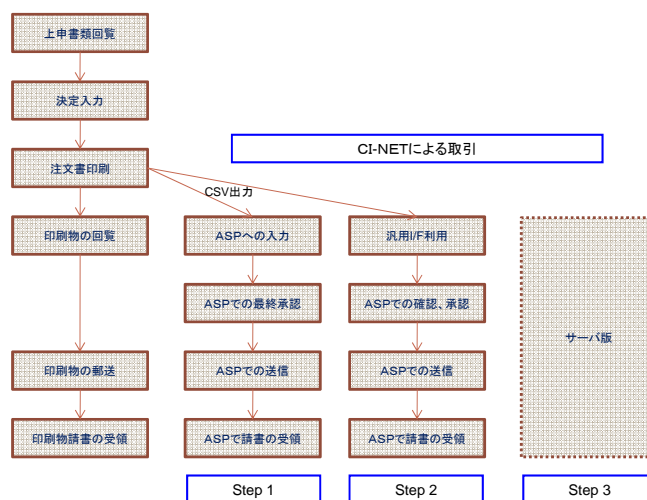 上申書類回覧
決定入力
CI-NETによる取引
注文書印刷
CSV出力
印刷物の回覧
ASPへの入力
汎用I/F利用
ASPでの最終承認
ASPでの確認、承認
サーバ版
印刷物の郵送
ASPでの送信
ASPでの送信
印刷物請書の受領
ASPで請書の受領
ASPで請書の受領
Step 1
Step 2
Step 3